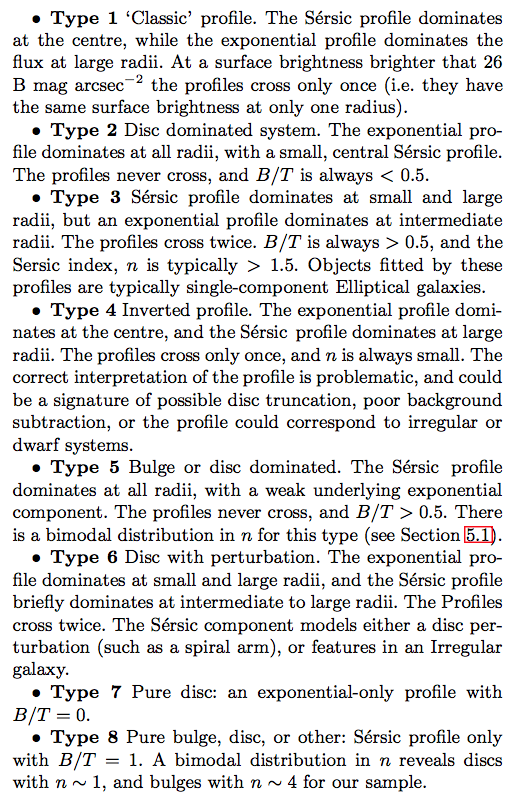 • Type 1 ‘Classic’ profile. The Sérsic profile dominates
at the centre, while the exponential profile dominates the
flux at large radii. At a surface brightness brighter that 26
B mag arcsec⁻² the profiles cross only once (i.e. they have
the same surface brightness at only one radius).
• Type 2 Disc dominated system. The exponential pro-
file dominates at all radii, with a small, central Sérsic profile.
The profiles never cross, and B/T is always < 0.5.
• Type 3 Sérsic profile dominates at small and large
radii, but an exponential profile dominates at intermediate
radii. The profiles cross twice. B/T is always > 0.5, and the
Sersic index, n is typically > 1.5. Objects fitted by these
profiles are typically single-component Elliptical galaxies.
• Type 4 Inverted profile. The exponential profile domi-
nates at the centre, and the Sérsic profile dominates at large
radii. The profiles cross only once, and n is always small. The
correct interpretation of the profile is problematic, and could
be a signature of possible disc truncation, poor background
subtraction, or the profile could correspond to irregular or
dwarf systems.
• Type 5 Bulge or disc dominated. The Sérsic profile
dominates at all radii, with a weak underlying exponential
component. The profiles never cross, and B/T > 0.5. There
is a bimodal distribution in n for this type (see Section 5.1).
• Type 6 Disc with perturbation. The exponential pro-
file dominates at small and large radii, and the Sérsic profile
briefly dominates at intermediate to large radii. The Profiles
cross twice. The Sérsic component models either a disc per-
turbation (such as a spiral arm), or features in an Irregular
galaxy.
• Type 7 Pure disc: an exponential-only profile with
B/T = 0.
• Type 8 Pure bulge, disc, or other: Sérsic profile only
with B/T = 1. A bimodal distribution in n reveals discs
with n ∼ 1, and bulges with n ∼ 4 for our sample.